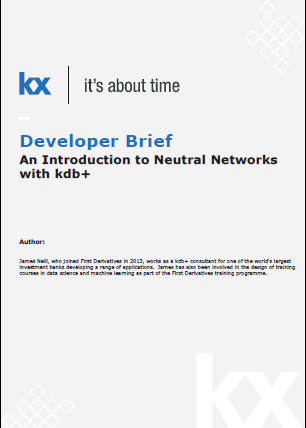 kx
it's about time
Developer Brief
An Introduction to Neutral Networks
with kdb+
Author:
James Neill, who joined First Derivatives in 2013, works as a kdb+ consultant for one of the world's largest
investment banks developing a range of applications. James has also been involved in the design of training
courses in data science and machine learning as part of the First Derivatives training programme.
kx